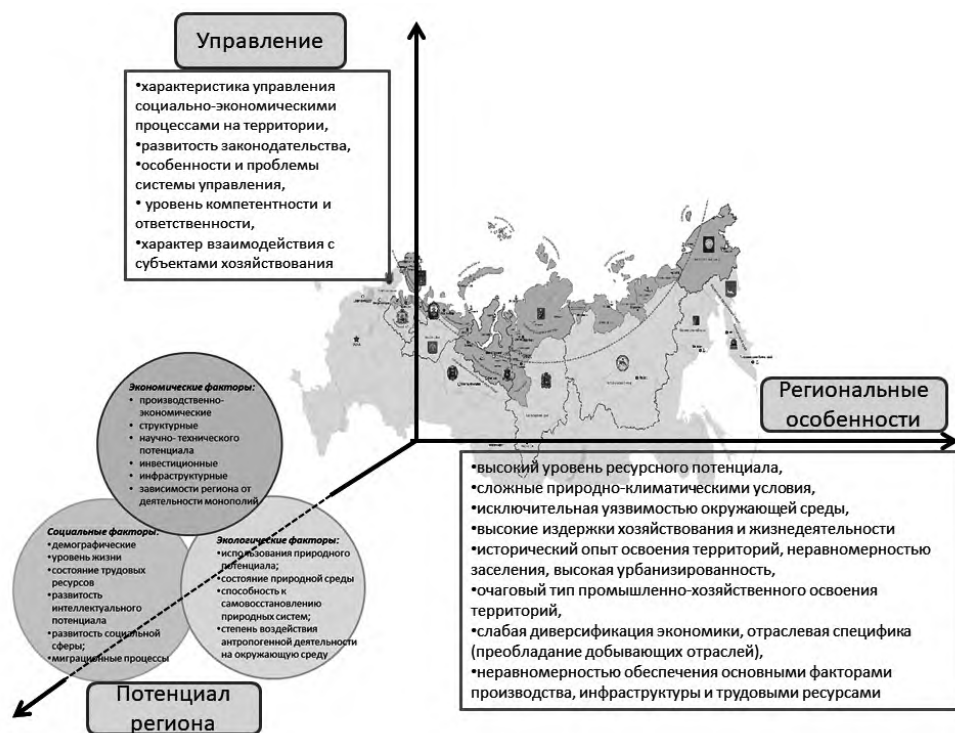 Управление
•характеристика управления
социально-экономическими
процессами на территории,
•развитость законодательства,
•особенности и проблемы
системы управления,
• уровень компетентности и
ответственности,
•характер взаимодействия с
субъектами хозяйствования
Экономические факторы:
• производственно-
экономические
• структурные
• научно- технического
потенциала
• инвестиционные
• инфраструктурные
• зависимости региона от
деятельности монополий
Социальные факторы:
•демографические
•уровень жизни
•состояние трудовых
ресурсов
•развитость
интеллектуального
потенциала
•развитость социальной
сферы;
•миграционные процессы
Экологические факторы:
•использования природного
потенциала;
•состояние природной среды
•способность к
самовосстановлению
природных систем;
•степень воздействия
антропогенной деятельности
на окружающую среду
Потенциал
региона
Региональные
особенности
•высокий уровень ресурсного потенциала,
•сложные природно-климатическими условия,
•исключительная уязвимостью окружающей среды,
•высокие издержки хозяйствования и жизнедеятельности
•исторический опыт освоения территорий, неравномерностью
заселения, высокая урбанизированность,
•очаговый тип промышленно-хозяйственного освоения
территорий,
•слабая диверсификация экономики, отраслевая специфика
(преобладание добывающих отраслей),
•неравномерностью обеспечения основными факторами
производства, инфраструктуры и трудовыми ресурсами